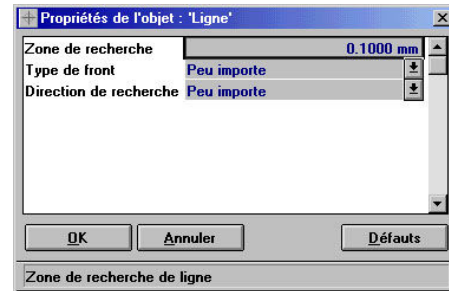 Propriétés de l'objet : 'Ligne'
Zone de recherche 0.1000 mm
Type de front Peu importe
Direction de recherche Peu importe
OK Annuler Défauts
Zone de recherche de ligne